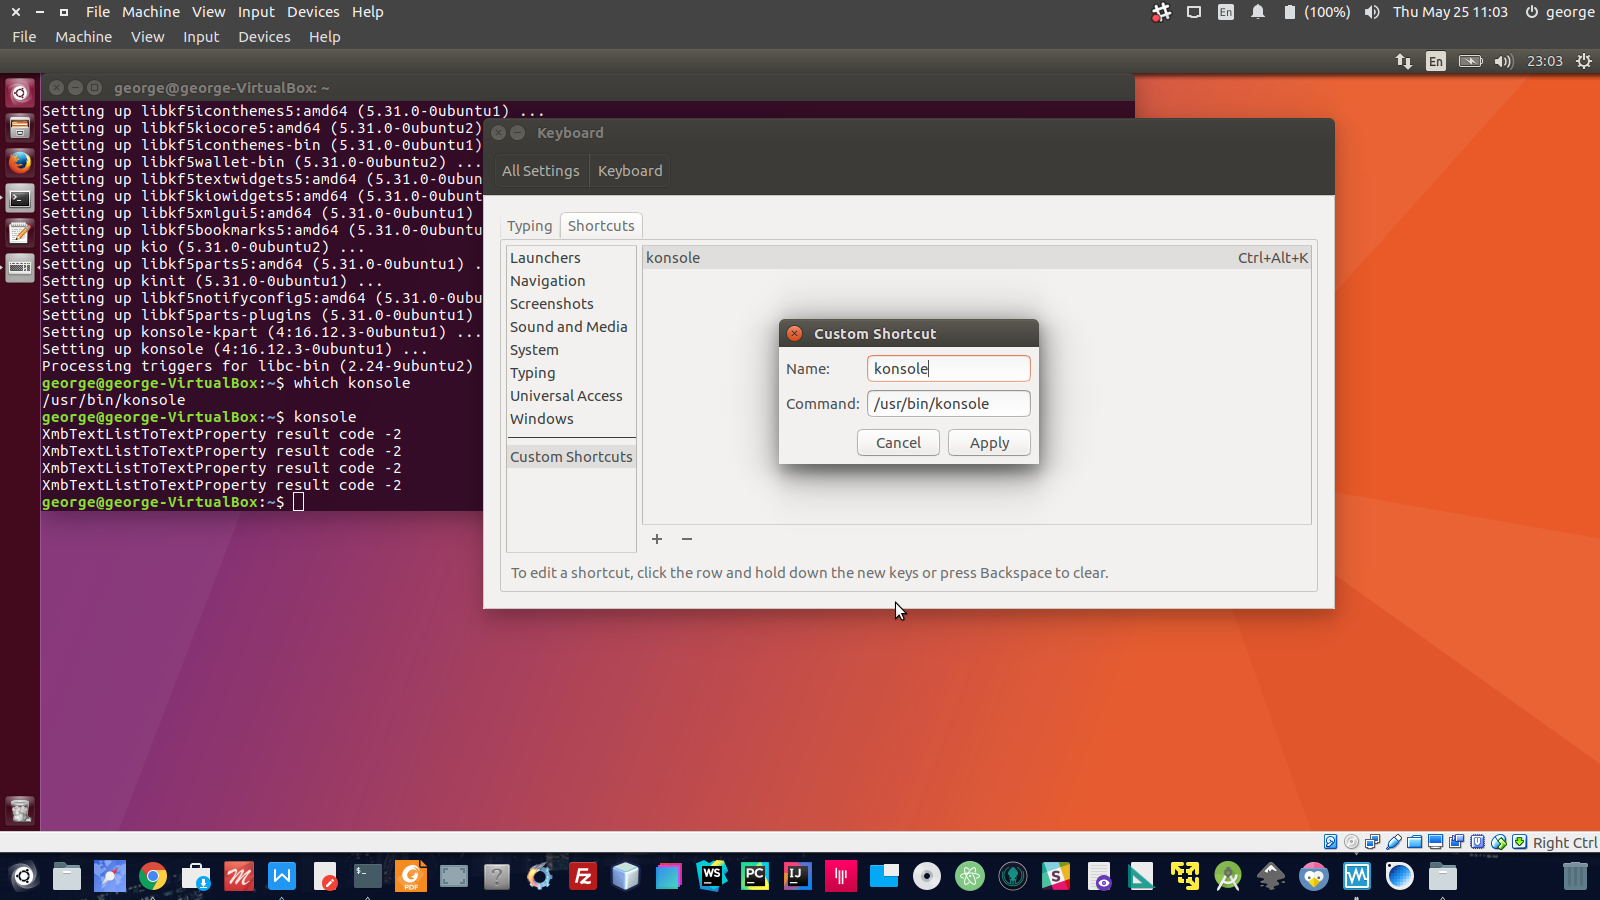 File Machine View Input Devices Help
En (100%) Thu May 25 11:03 george
File Machine View Input Devices Help
En 23:03
george@george-VirtualBox: ~
Setting up libkf5iconthemes5:amd64 (5.31.0-0ubuntu1) ...
Setting up libkf5kiocore5:amd64 (5.31.0-0ubuntu2)
Setting up libkf5iconthemes-bin (5.31.0-0ubuntu1)
Setting up libkf5wallet-bin (5.31.0-0ubuntu2) ...
Setting up libkf5textwidgets5:amd64 (5.31.0-0ubun
Setting up libkf5kiowidgets5:amd64 (5.31.0-0ubunt
Setting up libkf5xmlgui5:amd64 (5.31.0-0ubuntu1)
Setting up libkf5bookmarks5:amd64 (5.31.0-0ubuntu
Setting up kio (5.31.0-0ubuntu2) ...
Setting up libkf5parts5:amd64 (5.31.0-0ubuntu1) .
Setting up kinit (5.31.0-0ubuntu1) ...
Setting up libkf5notifyconfig5:amd64 (5.31.0-0ubu
Setting up libkf5parts-plugins (5.31.0-0ubuntu1)
Setting up konsole-kpart (4:16.12.3-0ubuntu1) ...
Setting up konsole (4:16.12.3-0ubuntu1) ...
Processing triggers for libc-bin (2.24-9ubuntu2)
george@george-VirtualBox:~$ which konsole
/usr/bin/konsole
george@george-VirtualBox:~$ konsole
XmbTextListToTextProperty result code -2
XmbTextListToTextProperty result code -2
XmbTextListToTextProperty result code -2
XmbTextListToTextProperty result code -2
george@george-VirtualBox:~$
Keyboard
All Settings Keyboard
Typing Shortcuts
Launchers
Navigation
Screenshots
Sound and Media
System
Typing
Universal Access
Windows
Custom Shortcuts
konsole Ctrl+Alt+K
Custom Shortcut
Name: konsole
Command: /usr/bin/konsole
Cancel Apply
+ −
To edit a shortcut, click the row and hold down the new keys or press Backspace to clear.
Right Ctrl
PDF
WS
PC
IJ